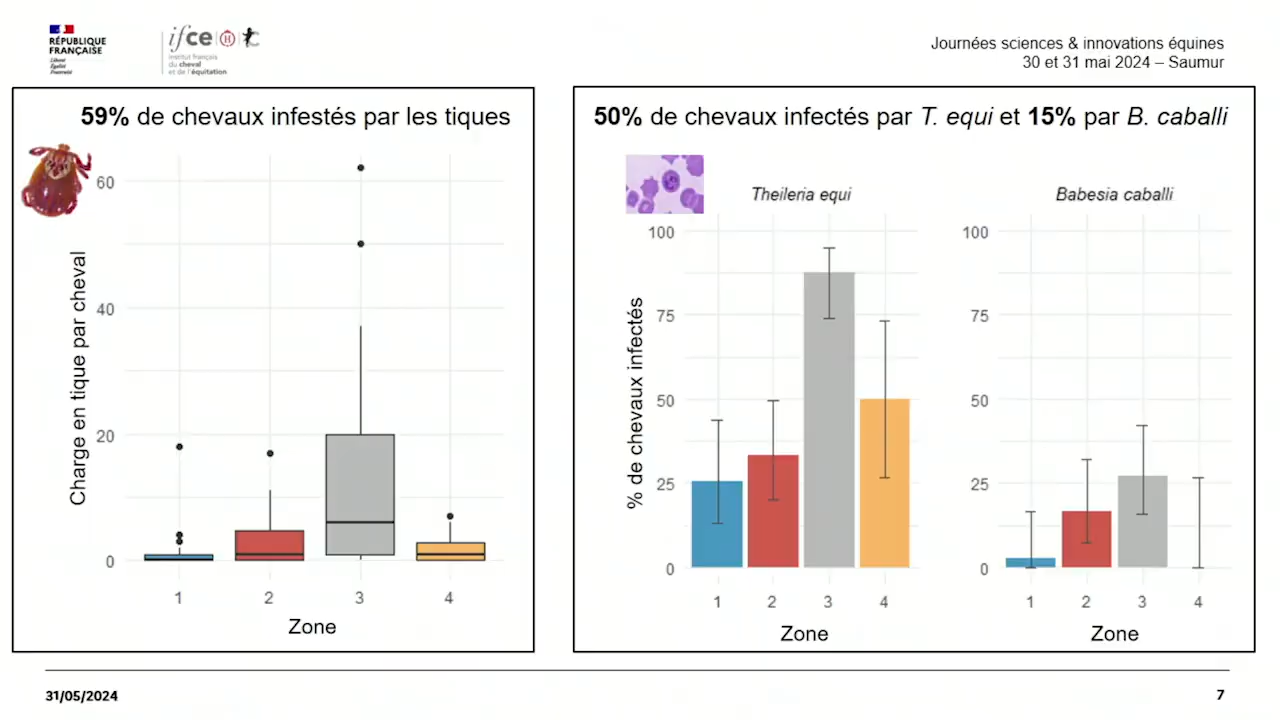 RÉPUBLIQUE
FRANÇAISE
Liberté
Égalité
Fraternité
ifce
institut français
du cheval
et de l'équitation
Journées sciences & innovations équines
30 et 31 mai 2024 – Saumur
59% de chevaux infestés par les tiques
Charge en tique par cheval
60
40
20
0
1 2 3 4
Zone
50% de chevaux infectés par T. equi et 15% par B. caballi
Theileria equi
% de chevaux infectés
100
75
50
25
0
1 2 3 4
Zone
Babesia caballi
100
75
50
25
0
1 2 3 4
Zone
31/05/2024
7